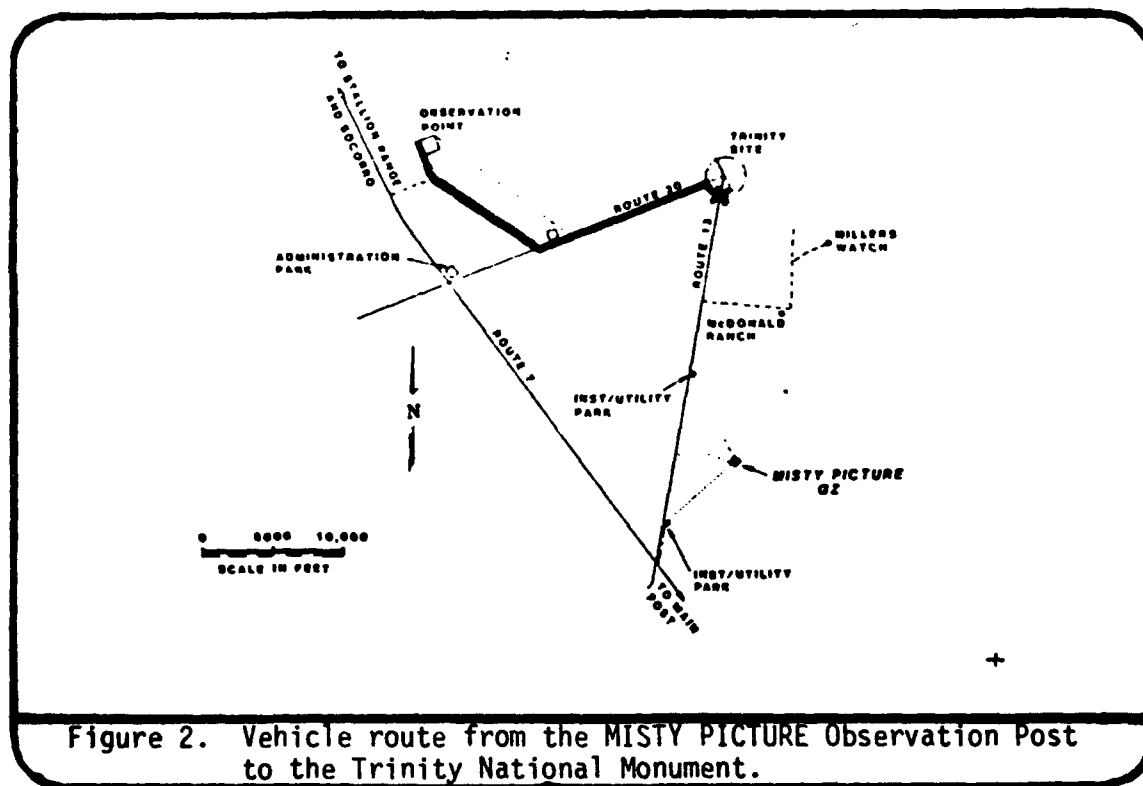 TO STALLION RANGE
AND SOCORRO
OBSERVATION
POINT
TRINITY
SITE
ROUTE 20
ROUTE 13
MILLERS
WATCH
ADMINISTRATION
PARK
McDONALD
RANCH
ROUTE 7
N
INST/UTILITY
PARK
MISTY PICTURE
GZ
0 5000 10,000
SCALE IN FEET
INST/UTILITY
PARK
TO MAIN
POST
Figure 2. Vehicle route from the MISTY PICTURE Observation Post
to the Trinity National Monument.